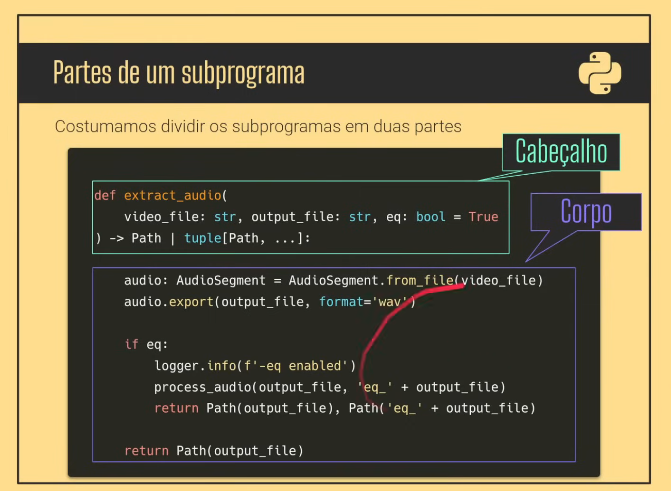 Partes de um subprograma
Costumamos dividir os subprogramas em duas partes
Cabeçalho
def extract_audio(
    video_file: str, output_file: str, eq: bool = True
) -> Path | tuple[Path, ...]:
Corpo
    audio: AudioSegment = AudioSegment.from_file(video_file)
    audio.export(output_file, format='wav')
    if eq:
        logger.info(f'-eq enabled')
        process_audio(output_file, 'eq_' + output_file)
        return Path(output_file), Path('eq_' + output_file)
    return Path(output_file)